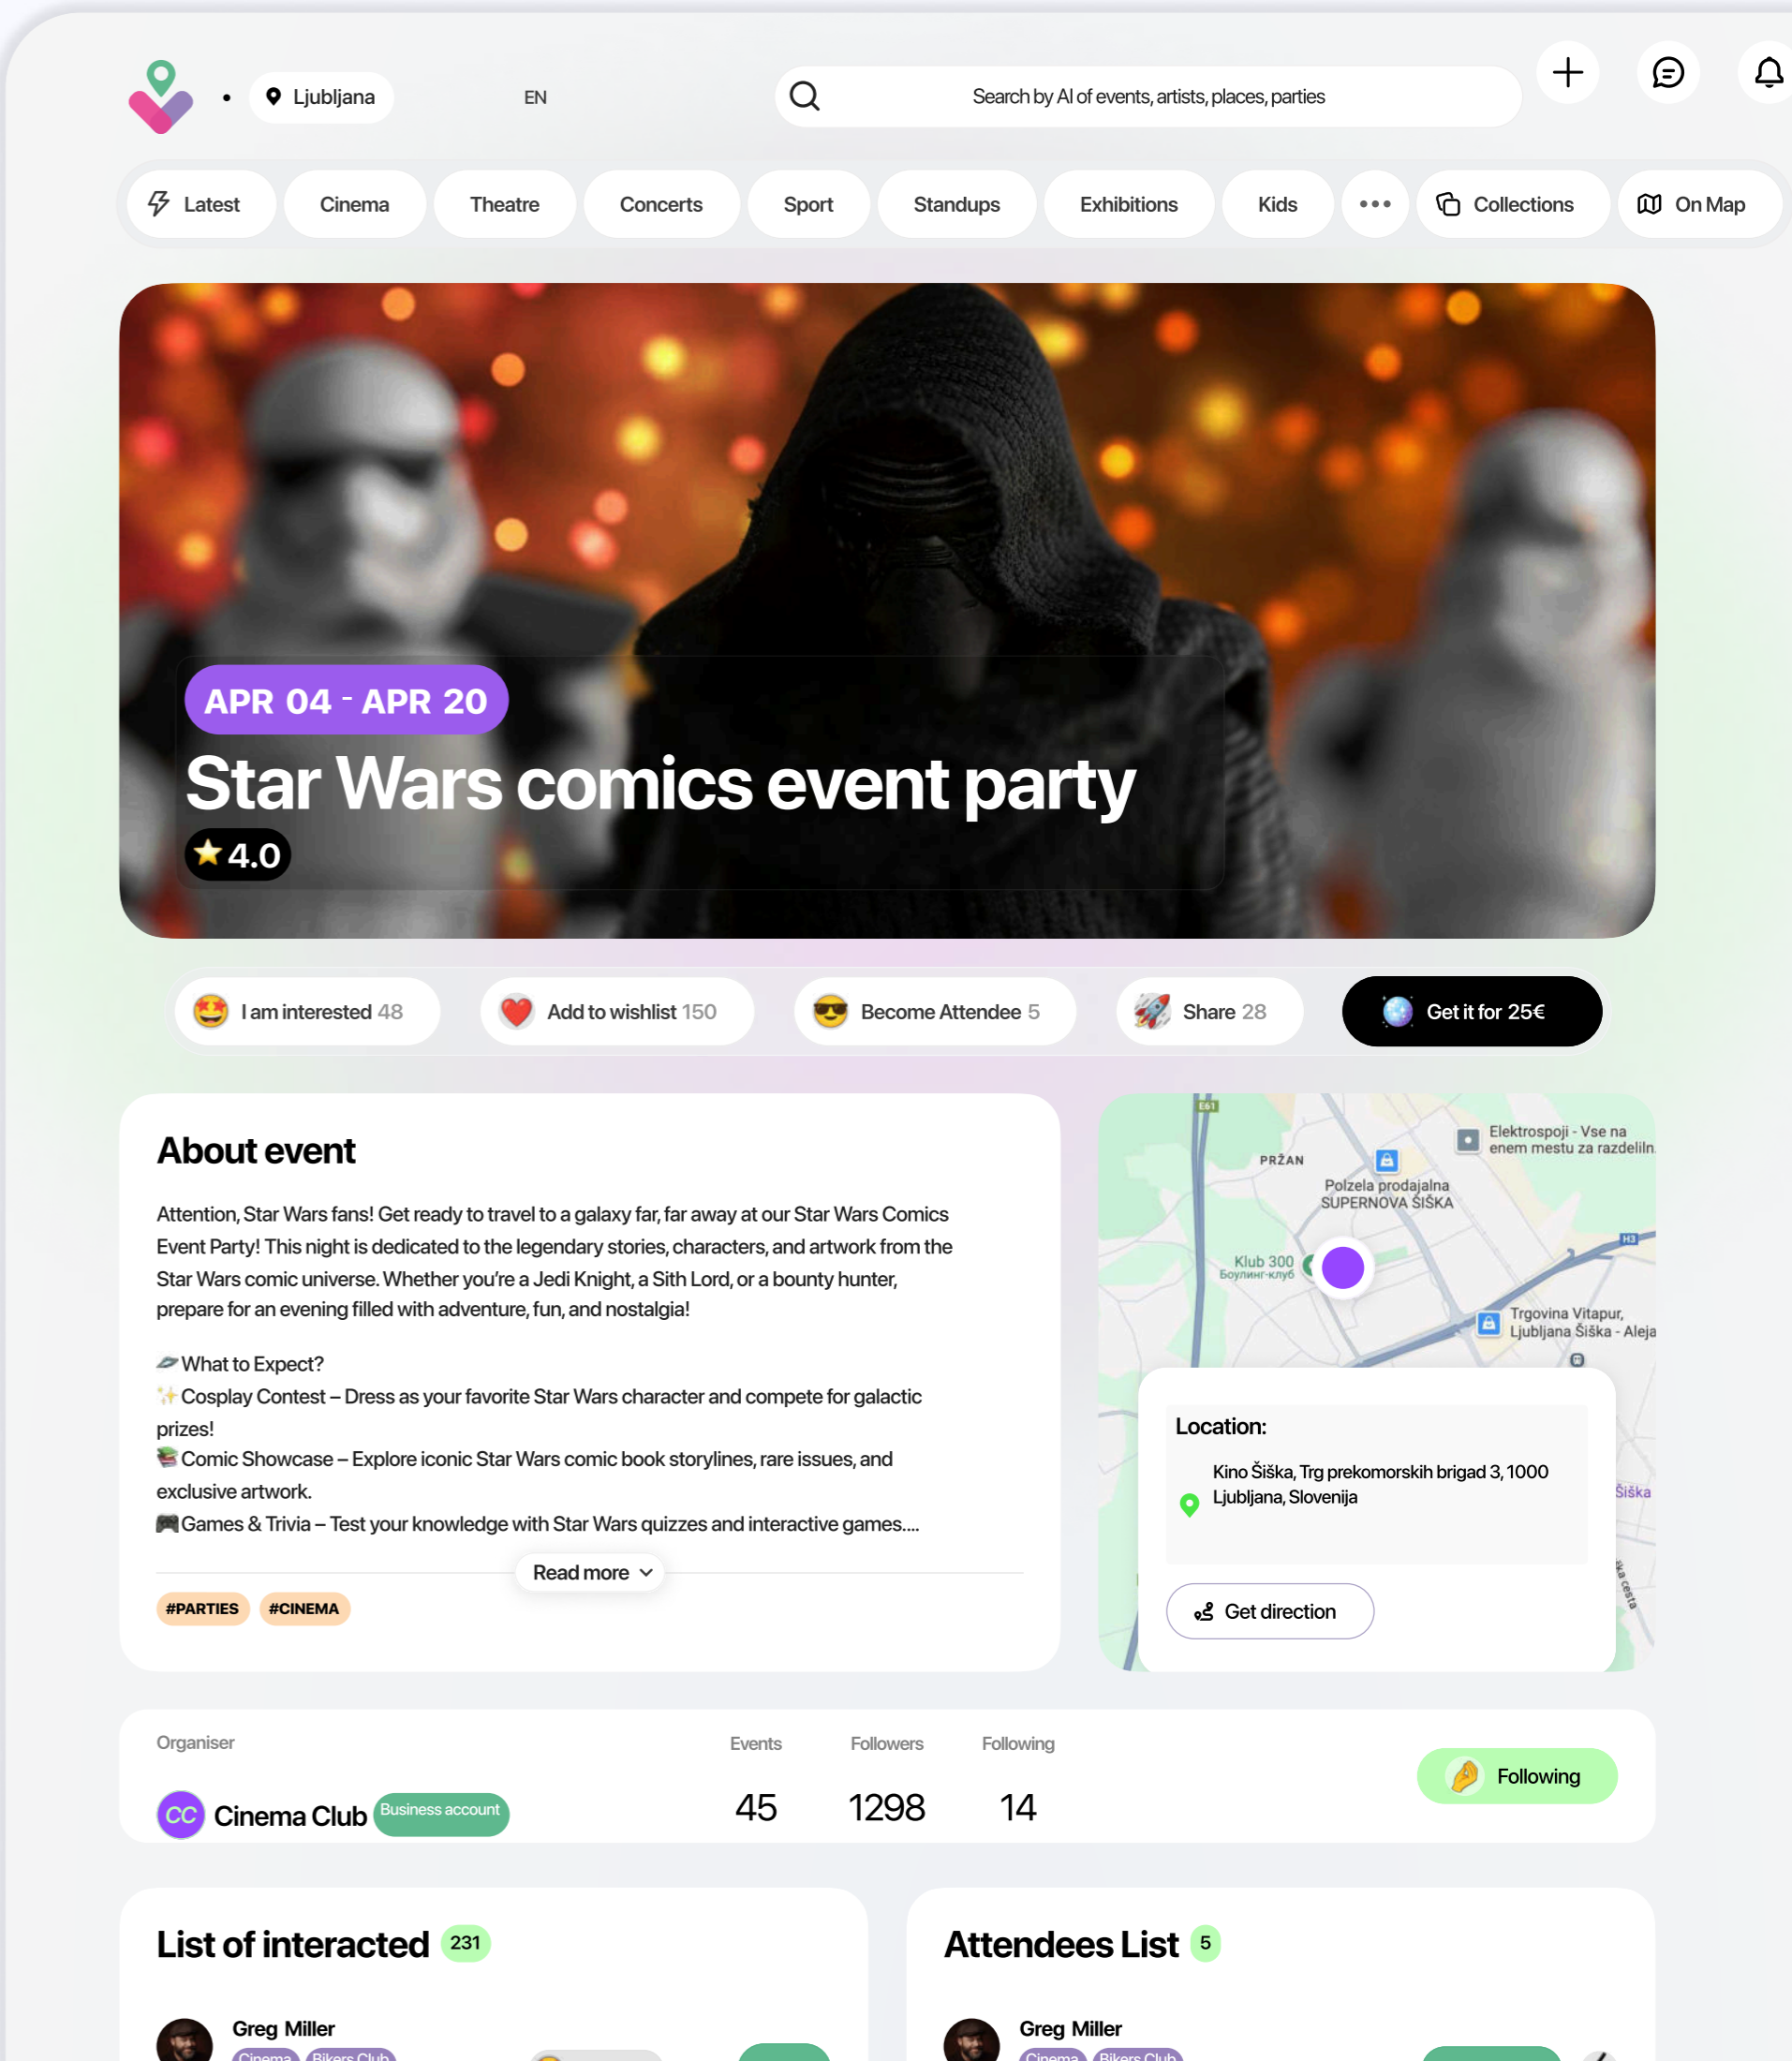 Ljubljana
EN
Search by AI of events, artists, places, parties
Latest
Cinema
Theatre
Concerts
Sport
Standups
Exhibitions
Kids
Collections
On Map
APR 04 - APR 20
Star Wars comics event party
4.0
I am interested 48
Add to wishlist 150
Become Attendee 5
Share 28
Get it for 25€
About event
Attention, Star Wars fans! Get ready to travel to a galaxy far, far away at our Star Wars Comics
Event Party! This night is dedicated to the legendary stories, characters, and artwork from the
Star Wars comic universe. Whether you're a Jedi Knight, a Sith Lord, or a bounty hunter,
prepare for an evening filled with adventure, fun, and nostalgia!
What to Expect?
Cosplay Contest – Dress as your favorite Star Wars character and compete for galactic
prizes!
Comic Showcase – Explore iconic Star Wars comic book storylines, rare issues, and
exclusive artwork.
Games & Trivia – Test your knowledge with Star Wars quizzes and interactive games....
Read more
#PARTIES
#CINEMA
E61
PRŽAN
Elektrospoji - Vse na
enem mestu za razdeliln.
Polzela prodajalna
SUPERNOVA ŠIŠKA
H3
Klub 300
Боулинг-клуб
Trgovina Vitapur,
Ljubljana Šiška - Aleja
Šiška
ška cesta
Location:
Kino Šiška, Trg prekomorskih brigad 3, 1000
Ljubljana, Slovenija
Get direction
Organiser
CC
Cinema Club
Business account
Events
45
Followers
1298
Following
14
Following
List of interacted
231
Greg Miller
Cinema
Bikers Club
Attendees List
5
Greg Miller
Cinema
Bikers Club